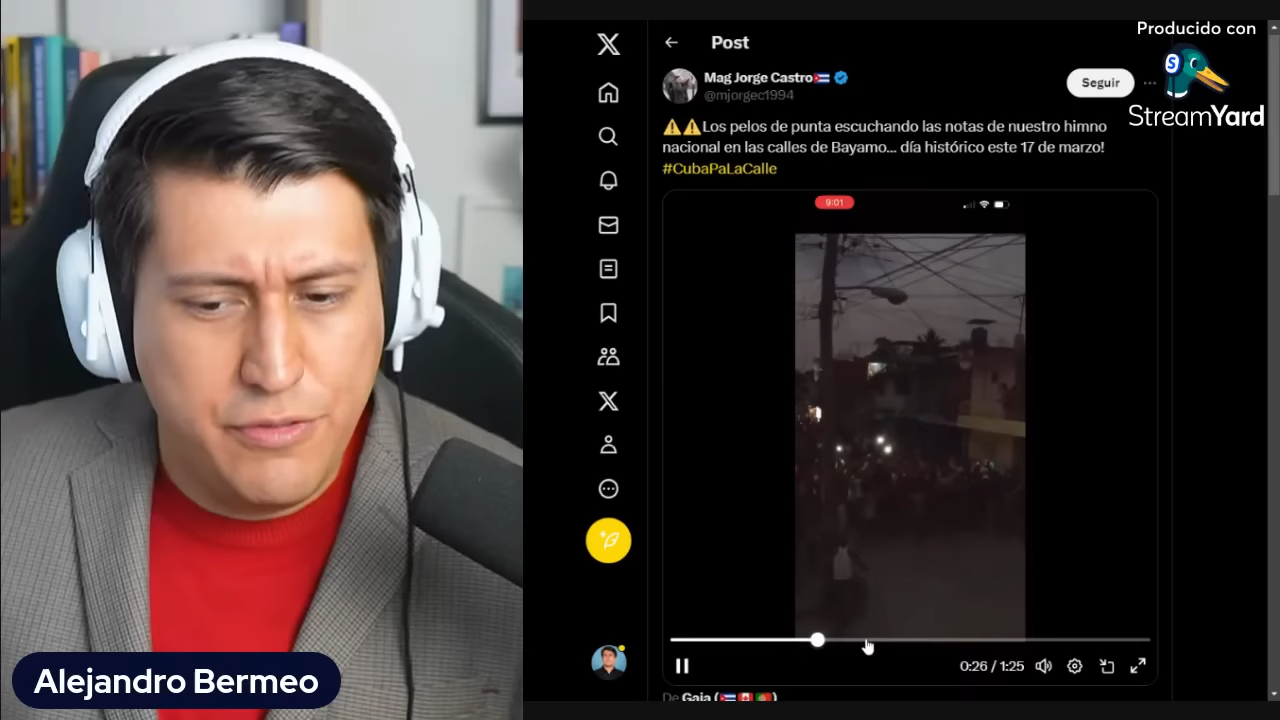 Producido con
StreamYard
Post
Mag Jorge Castro
@mjorgec1994
Seguir
⚠️⚠️Los pelos de punta escuchando las notas de nuestro himno
nacional en las calles de Bayamo... día histórico este 17 de marzo!
#CubaPaLaCalle
9:01
0:26 / 1:25
De Gaia (🇨🇺🇨🇦🇵🇹)
Alejandro Bermeo